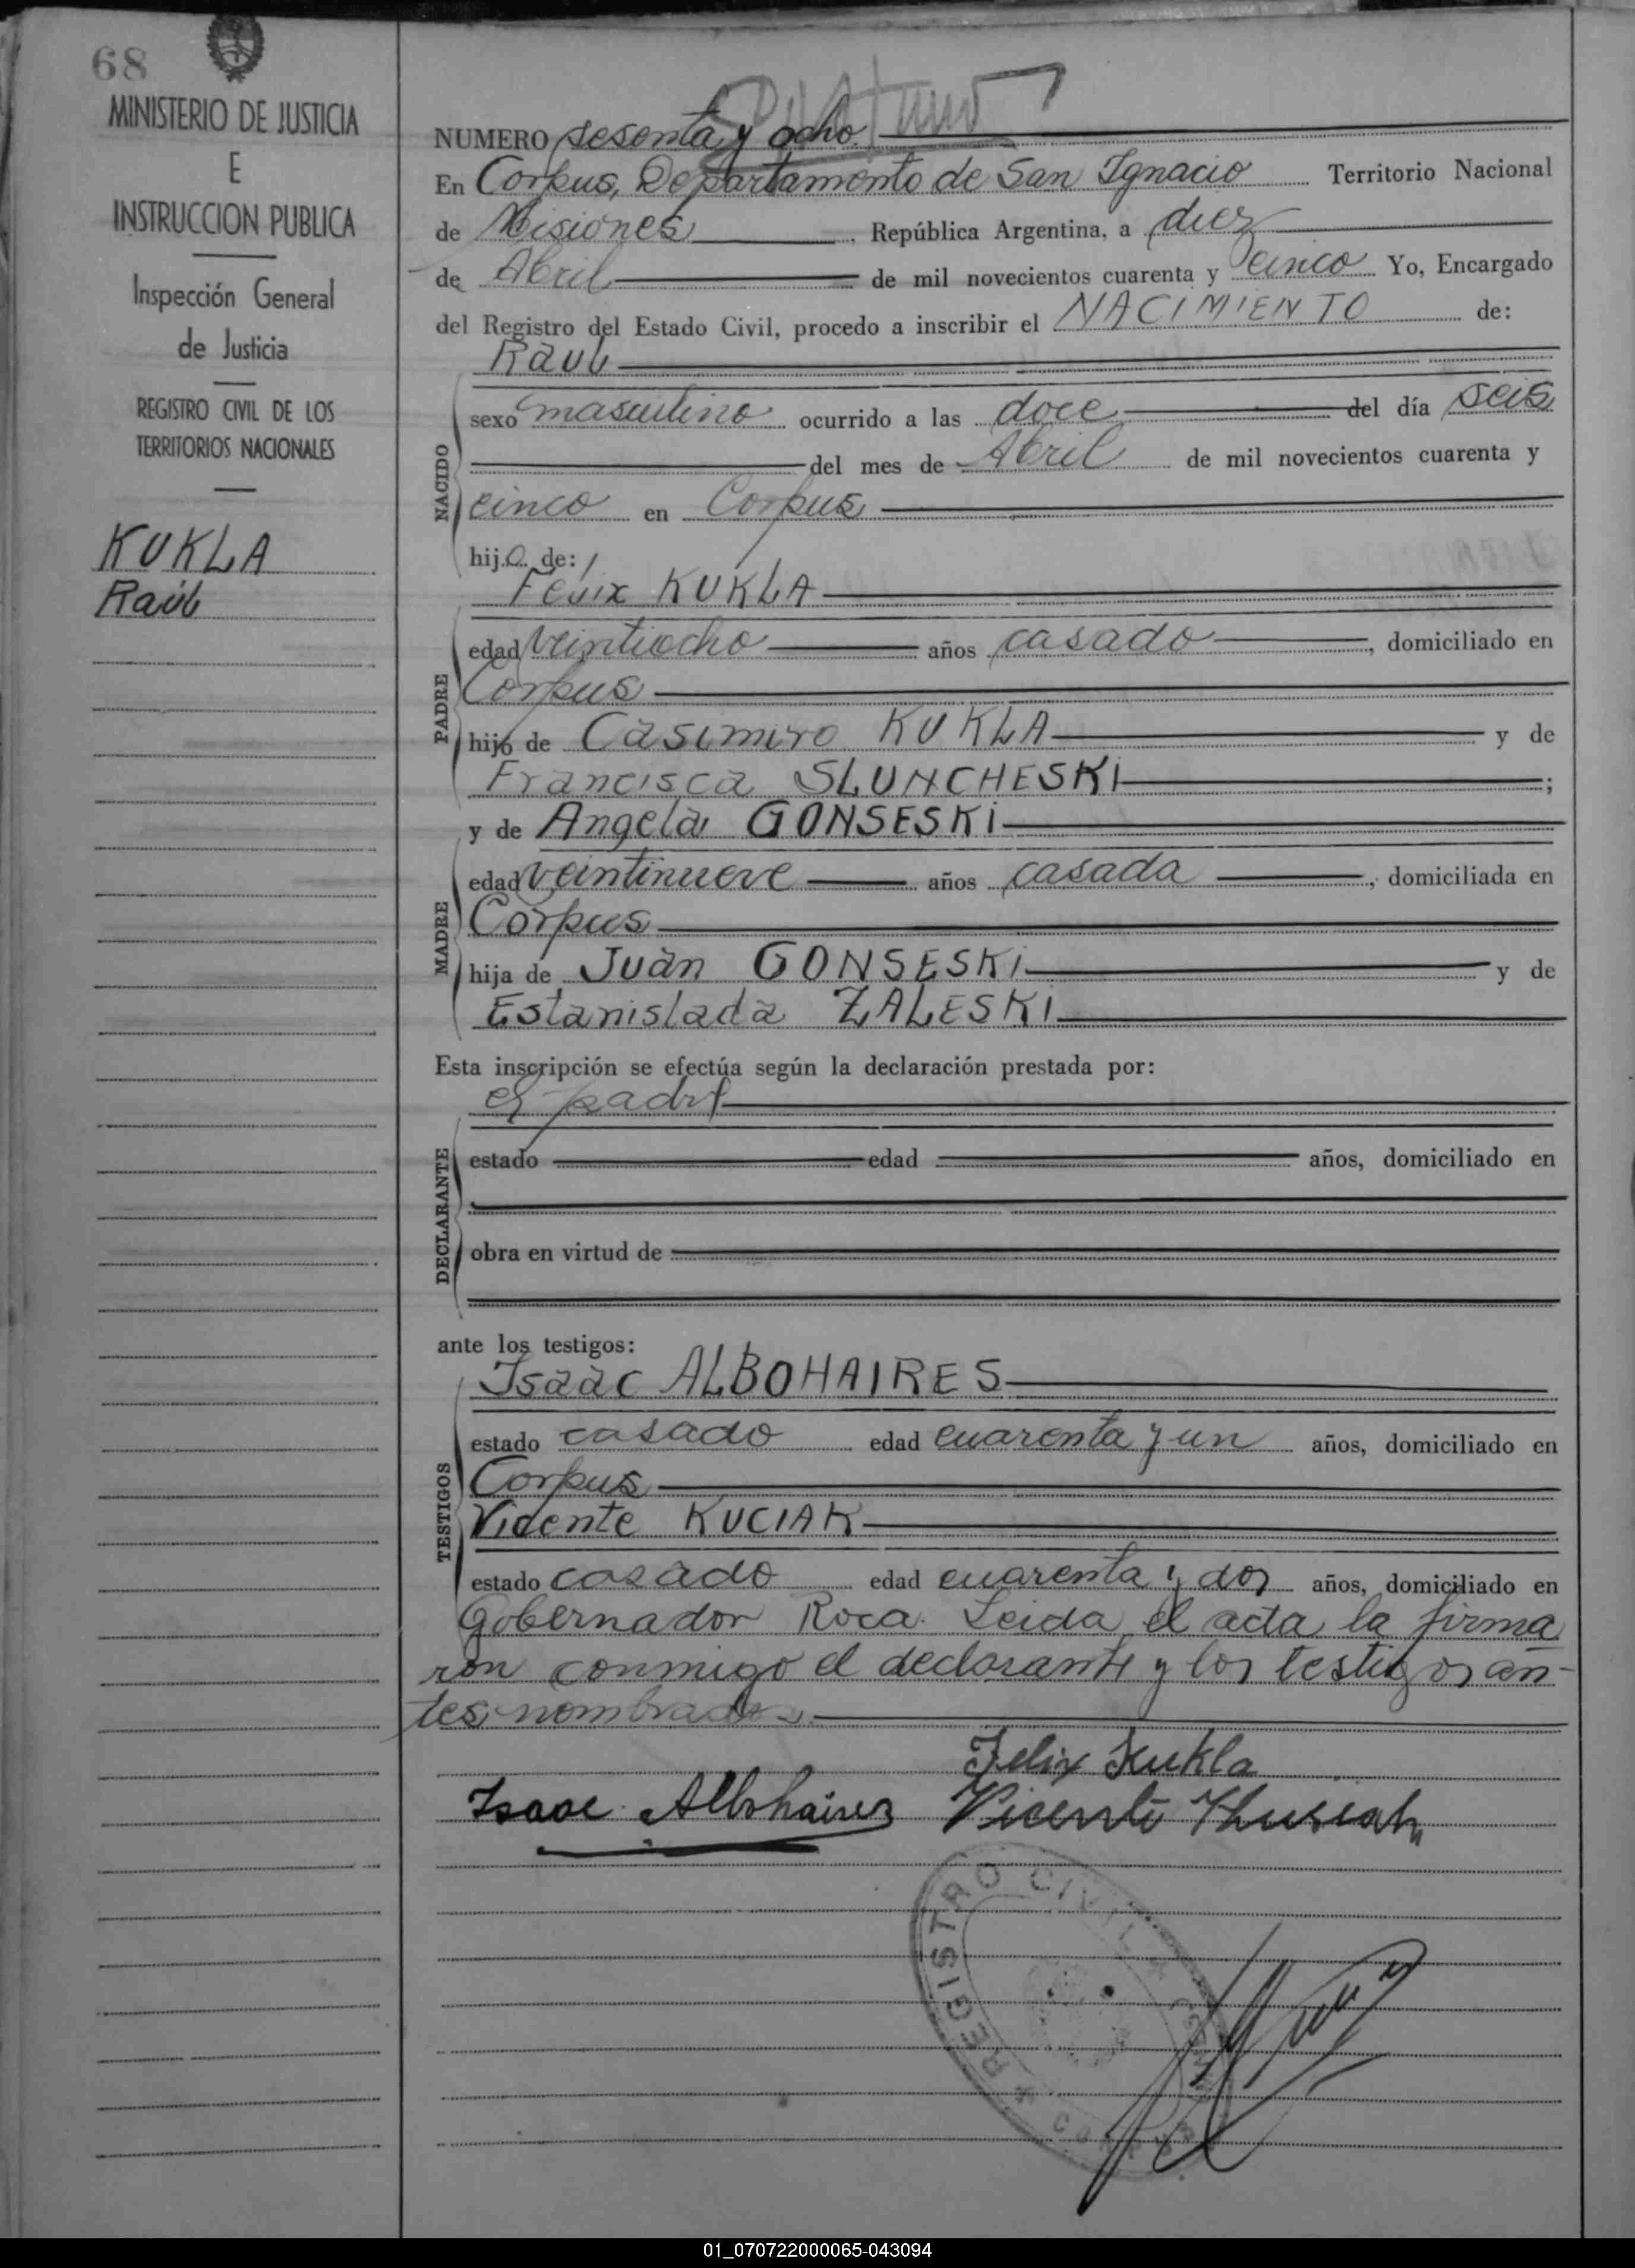 68
MINISTERIO DE JUSTICIA
E
INSTRUCCION PUBLICA
Inspección General
de Justicia
REGISTRO CIVIL DE LOS
TERRITORIOS NACIONALES
KUKLA
Raúl
NUMERO sesenta y ocho.
En Corpus, Departamento de San Ignacio Territorio Nacional
de Misiones, República Argentina, a diez
de Abril de mil novecientos cuarenta y cinco Yo, Encargado
del Registro del Estado Civil, procedo a inscribir el NACIMIENTO de:
Raul
NACIDO
sexo masculino ocurrido a las doce del día seis
del mes de Abril de mil novecientos cuarenta y
cinco en Corpus
hijo de:
Felix KUKLA
PADRE
edad veintiocho años casado, domiciliado en
Corpus
hijo de Casimiro KUKLA y de
Francisca SLUNCHESKI;
y de Angela GONSESKI
MADRE
edad veintinueve años casada, domiciliada en
Corpus
hija de Juan GONSESKI y de
Estanislada ZALESKI
Esta inscripción se efectúa según la declaración prestada por:
el padre
DECLARANTE
estado edad años, domiciliado en
obra en virtud de
ante los testigos:
Isaac ALBOHAIRES
TESTIGOS
estado casado edad cuarenta y un años, domiciliado en
Corpus
Vicente KUCIAK
estado casado edad cuarenta y dos años, domiciliado en
Gobernador Roca. Leida el acta la firma
ron conmigo el declarante y los testigos an-
tes nombrados.
Felix Kukla
Isaac Albohaires Vicente
REGISTRO CIVIL
01_070722000065-043094